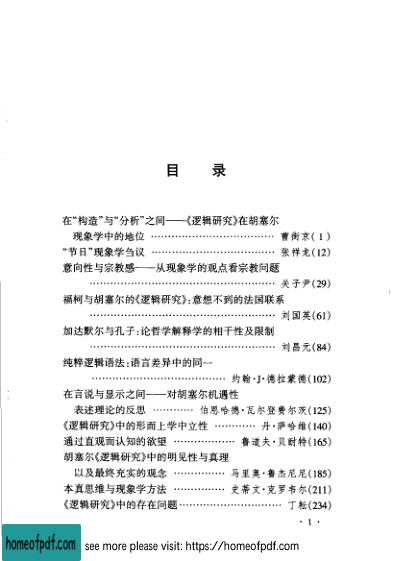 目 录
在“构造”与“分析”之间——《逻辑研究》在胡塞尔
现象学中的地位 ……………………………… 曹街京(1)
“节日”现象学刍议 ……………………………… 张祥龙(12)
意向性与宗教感——从现象学的观点看宗教问题
……………………………………………… 关子尹(29)
福柯与胡塞尔的《逻辑研究》:意想不到的法国联系
……………………………………………… 刘国英(61)
加达默尔与孔子:论哲学解释学的相干性及限制
……………………………………………… 刘昌元(84)
纯粹逻辑语法:语言差异中的同一
………………………………… 约翰·J·德拉蒙德(102)
在言说与显示之间——对胡塞尔机遇性
表述理论的反思 ………… 伯恩哈德·瓦尔登费尔茨(125)
《逻辑研究》中的形而上学中立性 ………… 丹·萨哈维(140)
通过直观而认知的欲望 ……………… 鲁道夫·贝耐特(165)
胡塞尔《逻辑研究》中的明见性与真理
以及最终充实的观念 …………… 马里奥·鲁杰尼尼(185)
本真思维与现象学方法 …………… 史蒂文·克罗韦尔(211)
《逻辑研究》中的存在问题………………………… 丁耘(234)
· 1 ·
homeofpdf.com see more please visit: https://homeofpdf.com